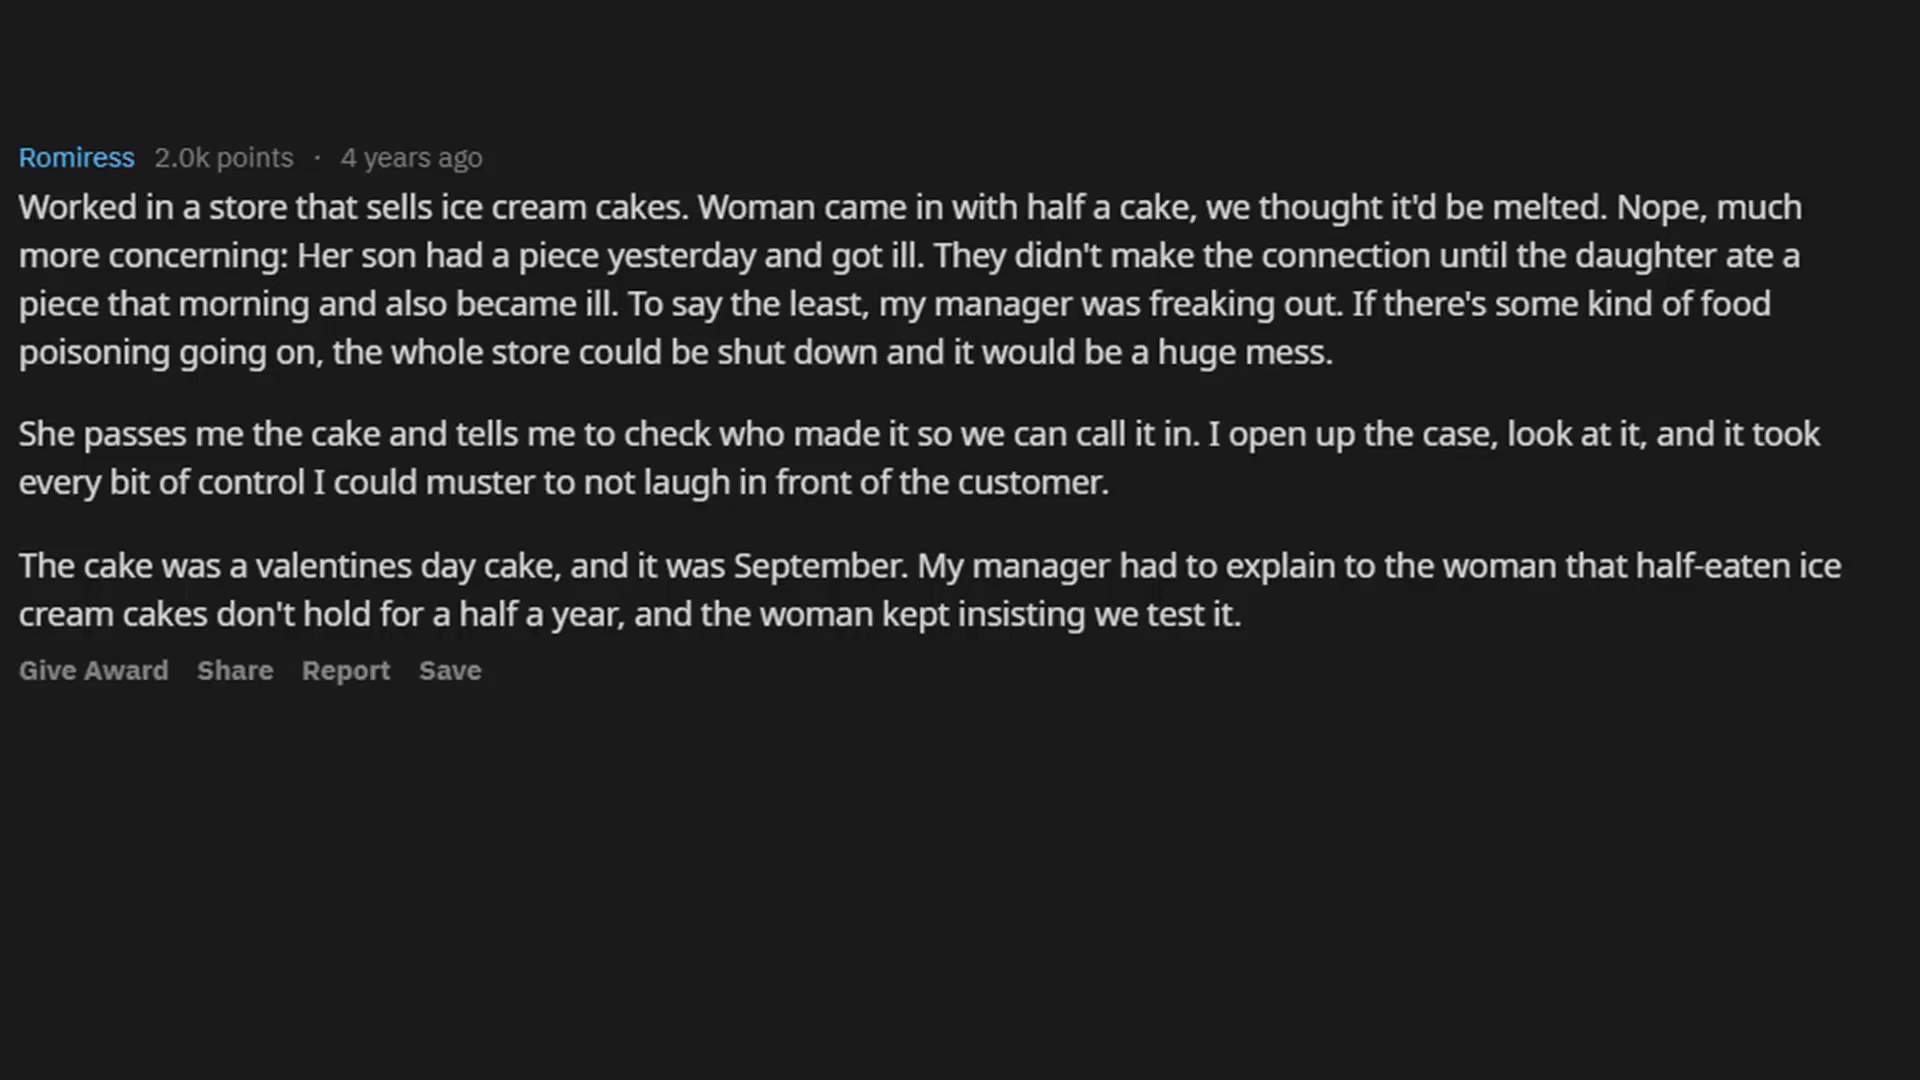 Romiress 2.0k points · 4 years ago
Worked in a store that sells ice cream cakes. Woman came in with half a cake, we thought it'd be melted. Nope, much
more concerning: Her son had a piece yesterday and got ill. They didn't make the connection until the daughter ate a
piece that morning and also became ill. To say the least, my manager was freaking out. If there's some kind of food
poisoning going on, the whole store could be shut down and it would be a huge mess.
She passes me the cake and tells me to check who made it so we can call it in. I open up the case, look at it, and it took
every bit of control I could muster to not laugh in front of the customer.
The cake was a valentines day cake, and it was September. My manager had to explain to the woman that half-eaten ice
cream cakes don't hold for a half a year, and the woman kept insisting we test it.
Give Award Share Report Save